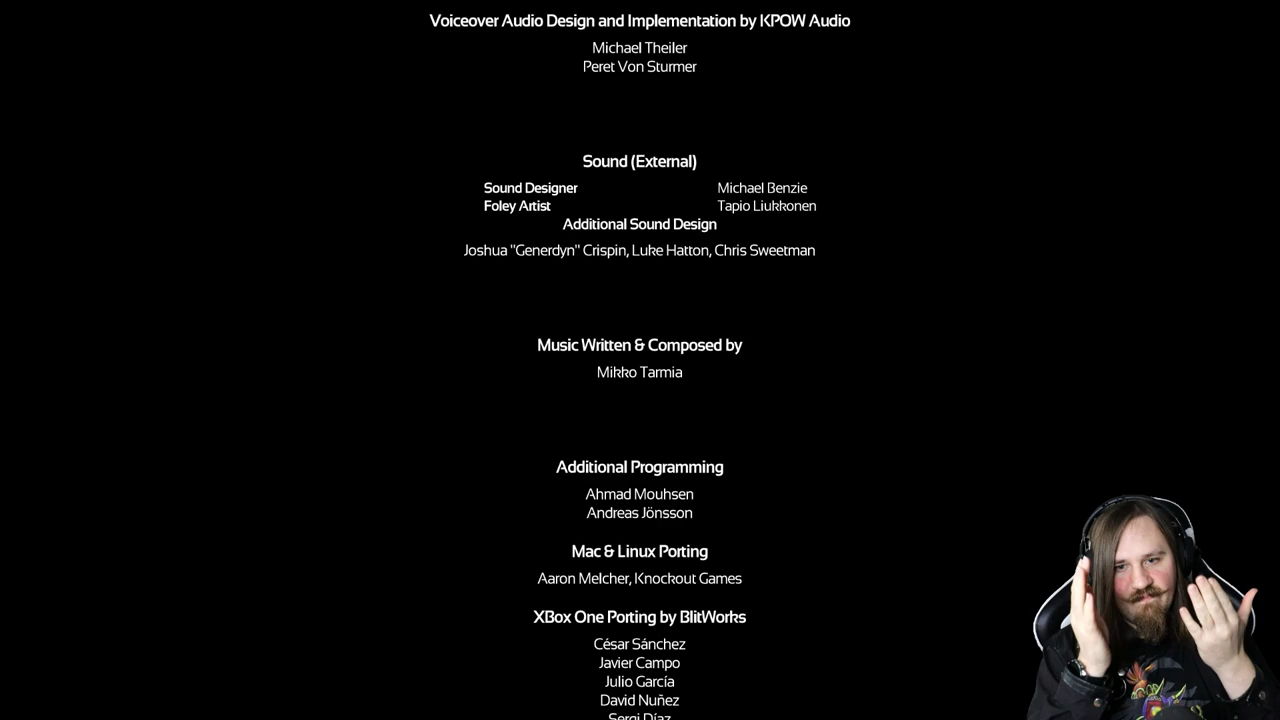 Voiceover Audio Design and Implementation by KPOW Audio
Michael Theiler
Peret Von Sturmer
Sound (External)
Sound Designer Michael Benzie
Foley Artist Tapio Liukkonen
Additional Sound Design
Joshua "Generdyn" Crispin, Luke Hatton, Chris Sweetman
Music Written & Composed by
Mikko Tarmia
Additional Programming
Ahmad Mouhsen
Andreas Jönsson
Mac & Linux Porting
Aaron Melcher, Knockout Games
XBox One Porting by BlitWorks
César Sánchez
Javier Campo
Julio García
David Nuñez
Sergi Díaz